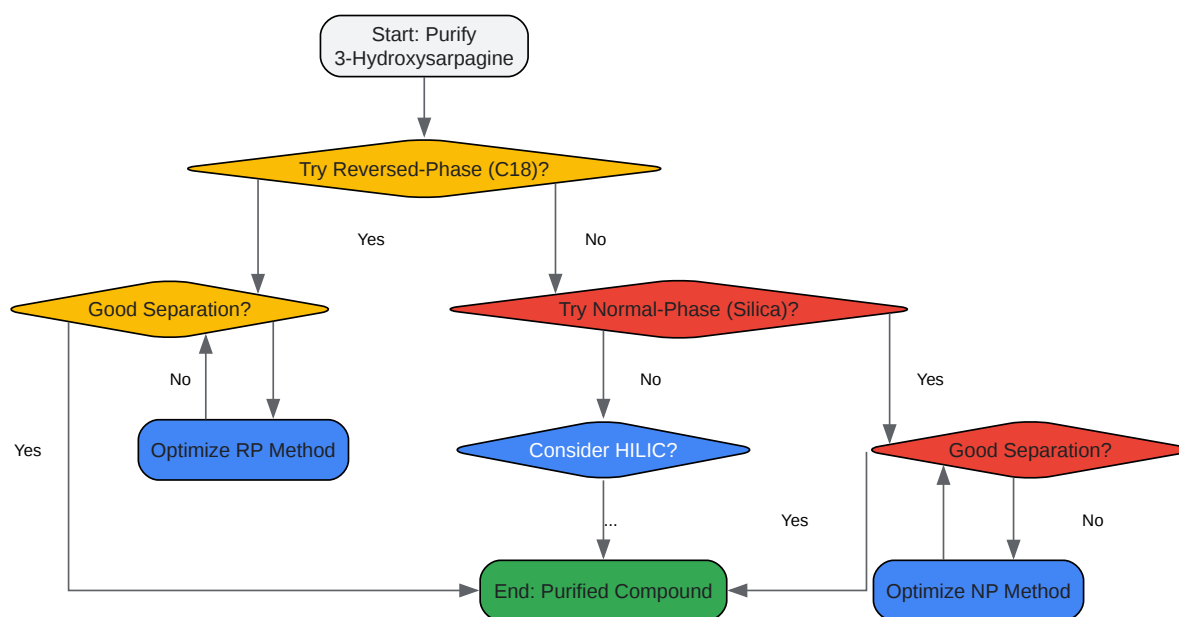 Start: Purify
3-Hydroxysarpagine
Try Reversed-Phase (C18)?
Yes
No
Good Separation?
Try Normal-Phase (Silica)?
No
No
Yes
Yes
Optimize RP Method
Consider HILIC?
Good Separation?
...
Yes
No
End: Purified Compound
Optimize NP Method